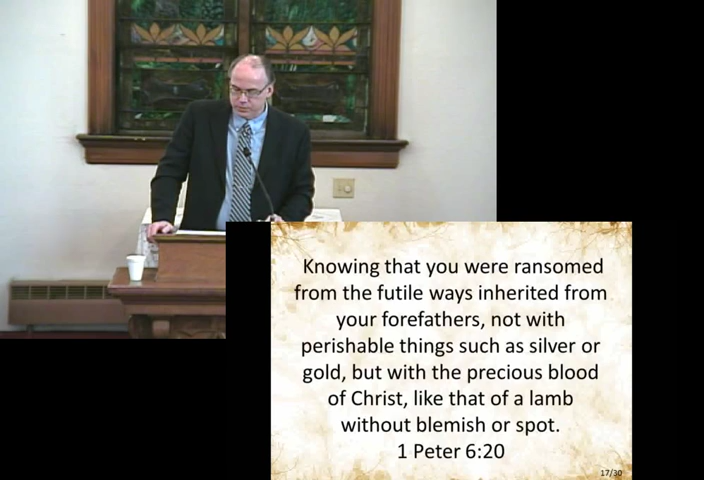 Knowing that you were ransomed
from the futile ways inherited from
your forefathers, not with
perishable things such as silver or
gold, but with the precious blood
of Christ, like that of a lamb
without blemish or spot.
1 Peter 6:20
17/30